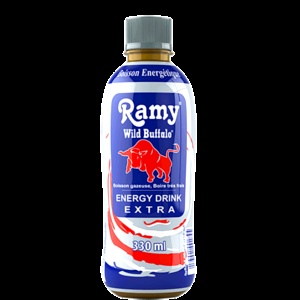 Boisson Energétique
Ramy
Wild Buffalo
Boisson gazeuse, Boire très frais
ENERGY DRINK
EXTRA
330 ml